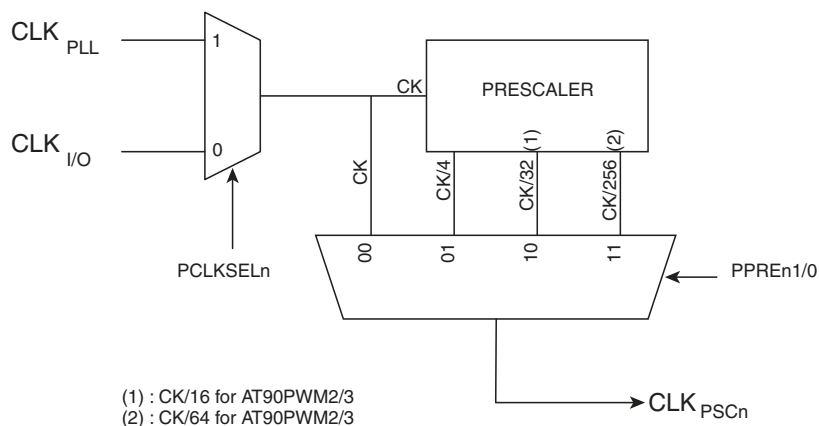 CLK PLL
1
CK
PRESCALER
(1)
(2)
CLK I/O
0
CK
CK/4
CK/32
CK/256
00
01
10
11
PCLKSELn
PPREn1/0
(1) : CK/16 for AT90PWM2/3
(2) : CK/64 for AT90PWM2/3
CLK PSCn